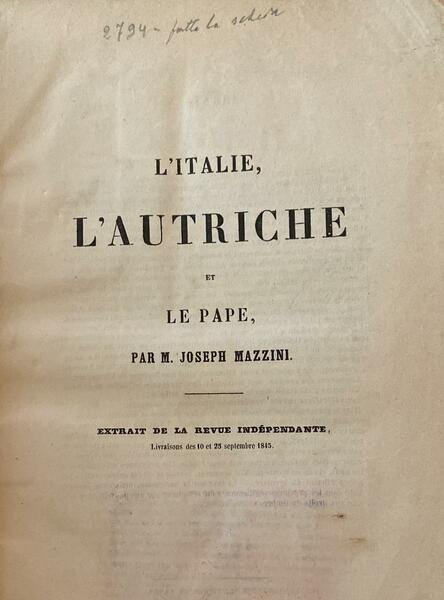 2794 - fatto la scheda
L'ITALIE,
L'AUTRICHE
ET
LE PAPE,
PAR M. JOSEPH MAZZINI.
EXTRAIT DE LA REVUE INDÉPENDANTE,
Livraisons des 10 et 25 septembre 1845.